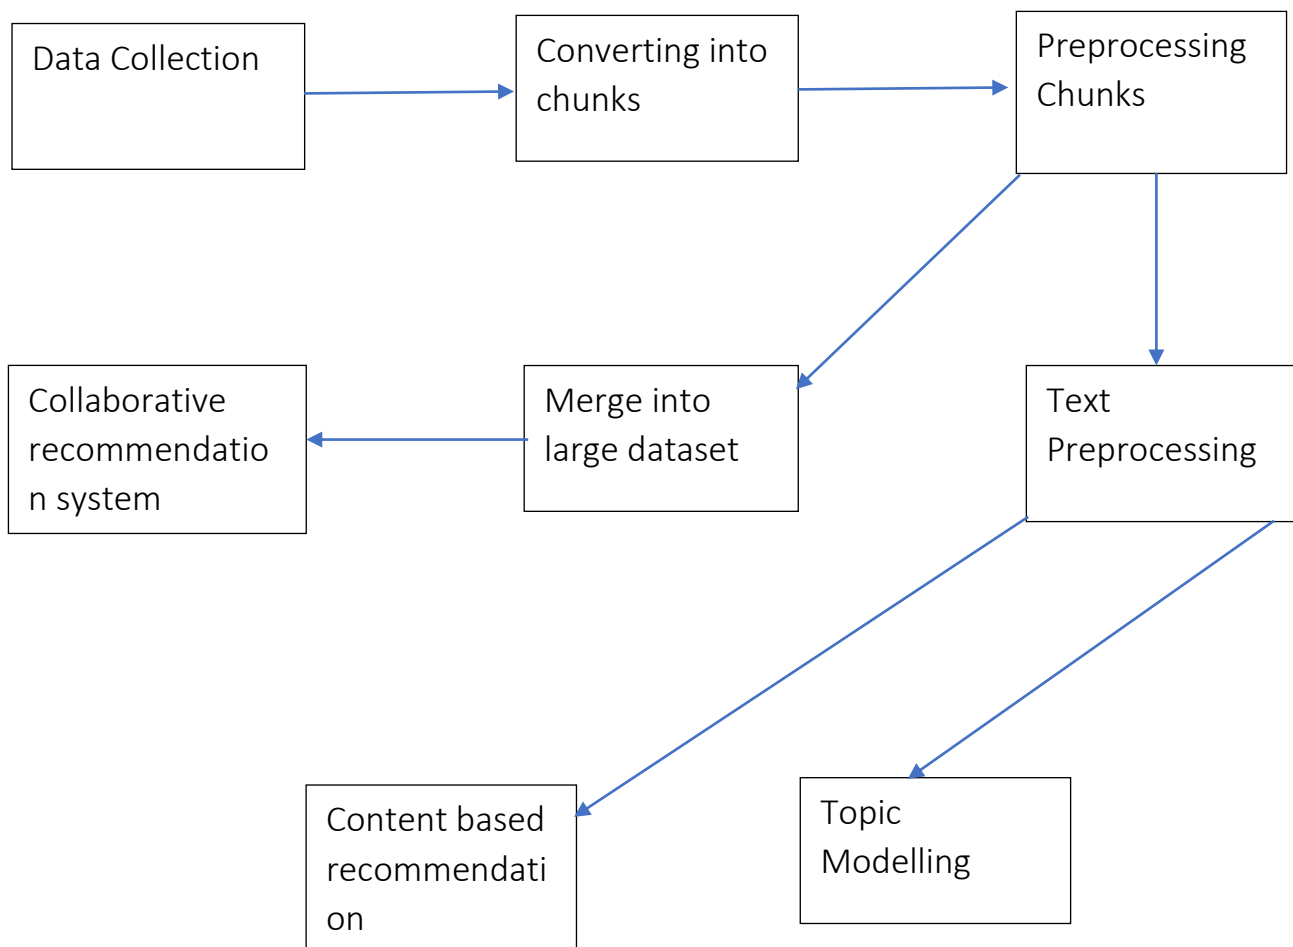 Data Collection
Converting into
chunks
Preprocessing
Chunks
Collaborative
recommendatio
n system
Merge into
large dataset
Text
Preprocessing
Content based
recommendati
on
Topic
Modelling